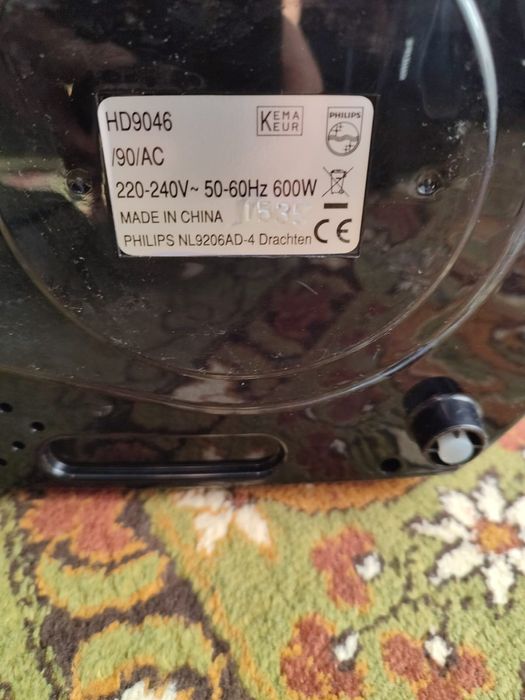 HD9046
KEMA
KEUR
PHILIPS
/90/AC
220-240V~ 50-60Hz 600W
MADE IN CHINA 1535
PHILIPS NL9206AD-4 Drachten CE